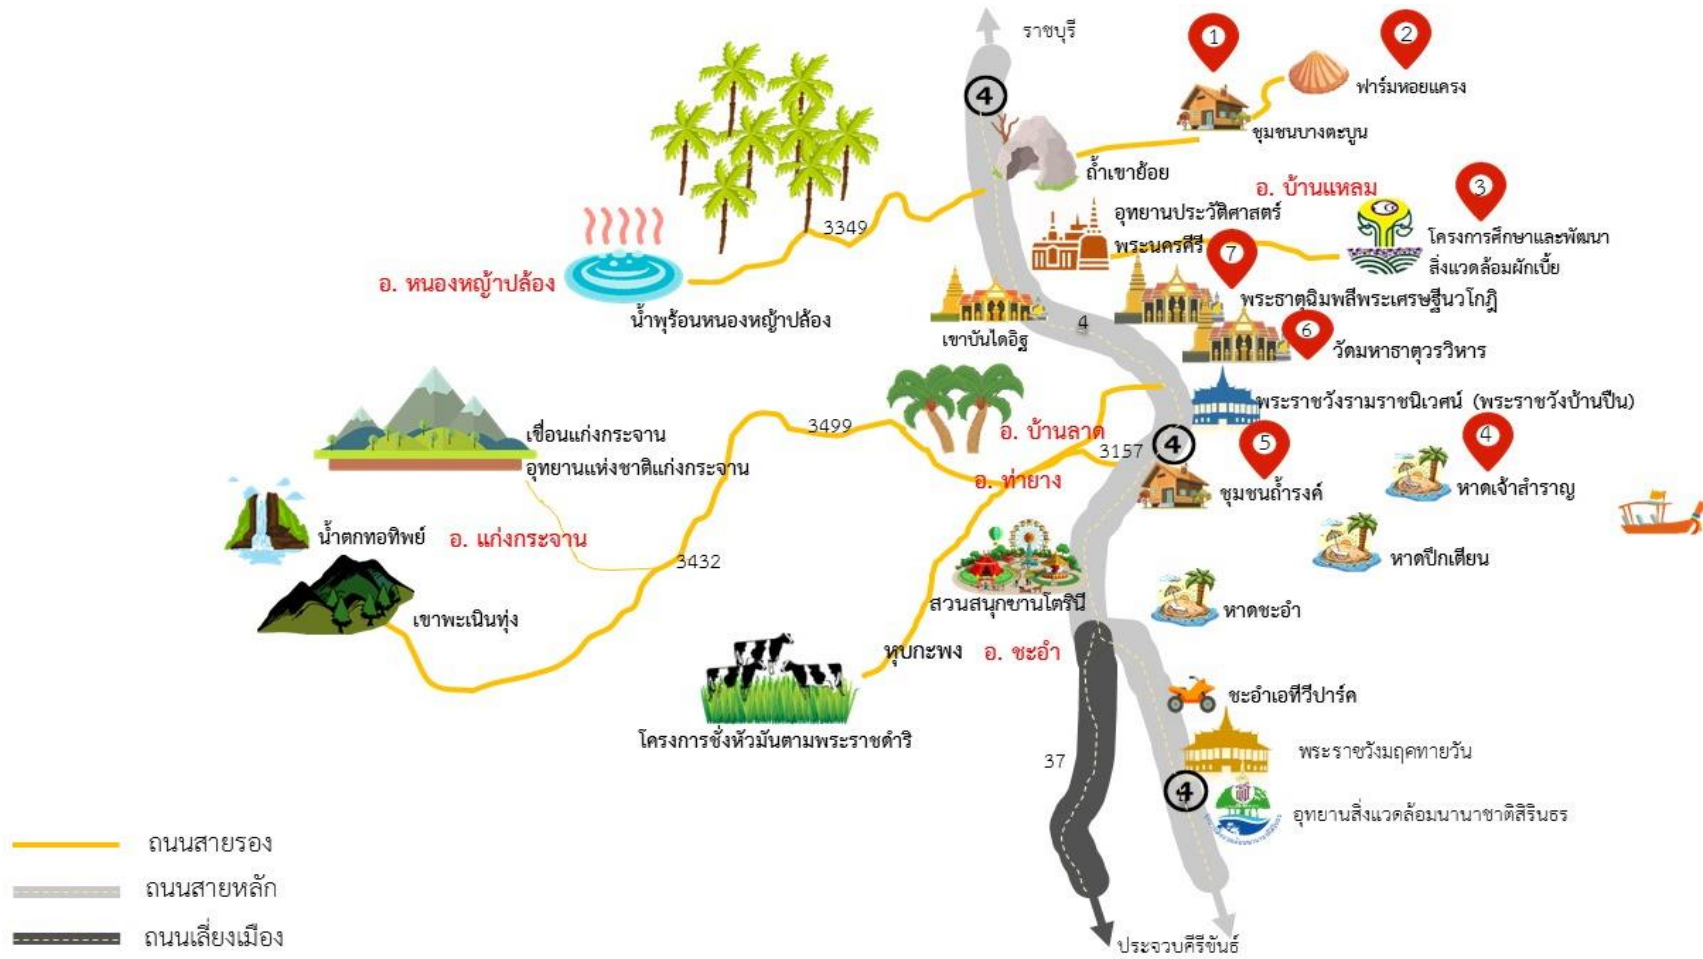 ราชบุรี
1
2
4
ฟาร์มหอยแครง
ชุมชนบางตะบูน
ถ้ำเขาย้อย
อ. บ้านแหลม
3
อุทยานประวัติศาสตร์
พระนครคีรี
7
โครงการศึกษาและพัฒนา
สิ่งแวดล้อมผักเบี้ย
3349
อ. หนองหญ้าปล้อง
น้ำพุร้อนหนองหญ้าปล้อง
พระธาตุฉิมพลีพระเศรษฐีนวโกฏิ
เขาบันไดอิฐ
4
6
วัดมหาธาตุวรวิหาร
พระราชวังรามราชนิเวศน์ (พระราชวังบ้านปืน)
3499
อ. บ้านลาด
เขื่อนแก่งกระจาน
อุทยานแห่งชาติแก่งกระจาน
3157
4
5
4
อ. ท่ายาง
ชุมชนถ้ำรงค์
หาดเจ้าสำราญ
น้ำตกทอทิพย์
อ. แก่งกระจาน
3432
หาดปึกเตียน
สวนสนุกซานโตรินี
หาดชะอำ
เขาพะเนินทุ่ง
หุบกะพง
อ. ชะอำ
ชะอำเอทีวีปาร์ค
โครงการชั่งหัวมันตามพระราชดำริ
37
พระราชวังมฤคทายวัน
4
อุทยานสิ่งแวดล้อมนานาชาติสิรินธร
ถนนสายรอง
ถนนสายหลัก
ถนนเลี่ยงเมือง
ประจวบคีรีขันธ์